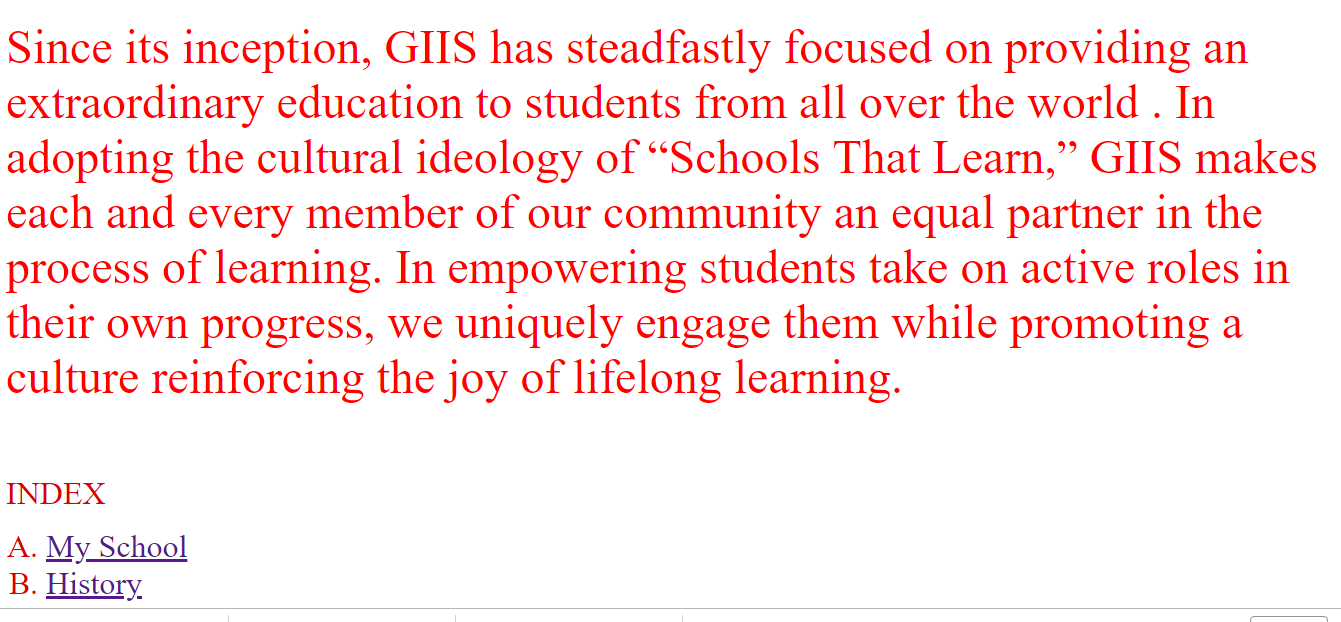 Since its inception, GIIS has steadfastly focused on providing an
extraordinary education to students from all over the world . In
adopting the cultural ideology of “Schools That Learn,” GIIS makes
each and every member of our community an equal partner in the
process of learning. In empowering students take on active roles in
their own progress, we uniquely engage them while promoting a
culture reinforcing the joy of lifelong learning.
INDEX
A. My School
B. History